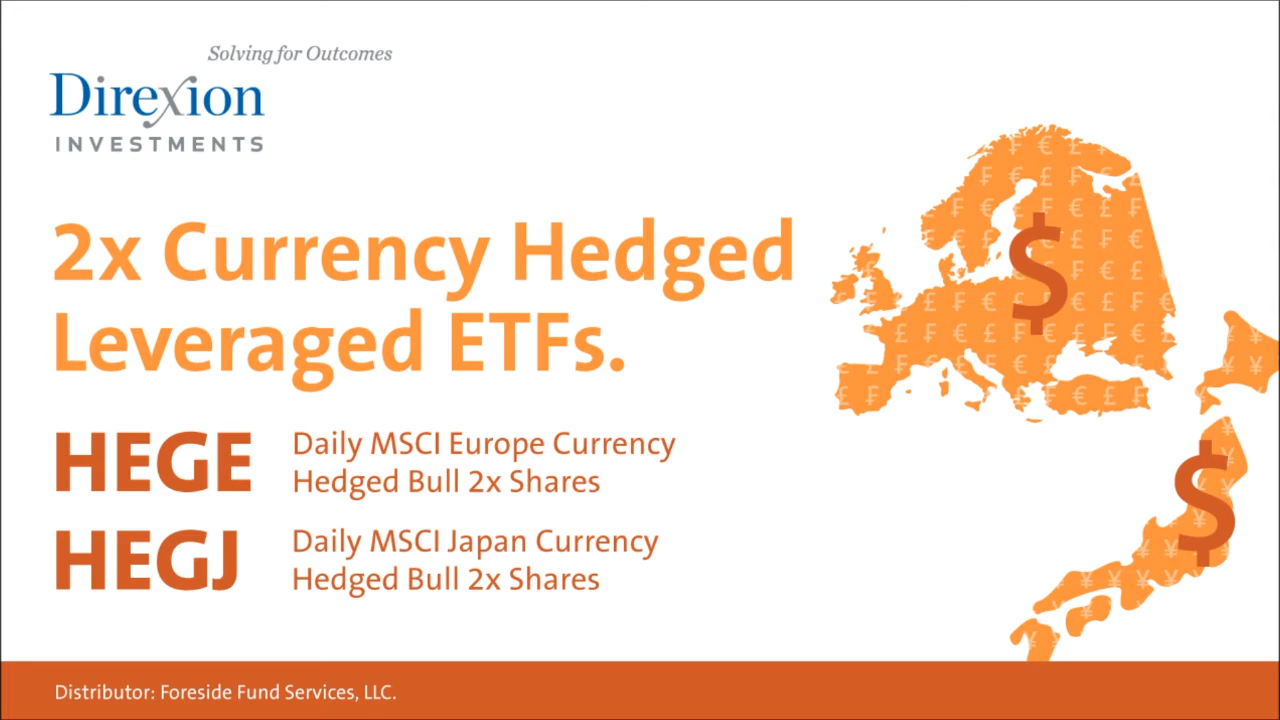 Solving for Outcomes
Direxion
INVESTMENTS
2x Currency Hedged
Leveraged ETFs.
HEGE
Daily MSCI Europe Currency
Hedged Bull 2x Shares
HEGJ
Daily MSCI Japan Currency
Hedged Bull 2x Shares
$
$
Distributor: Foreside Fund Services, LLC.